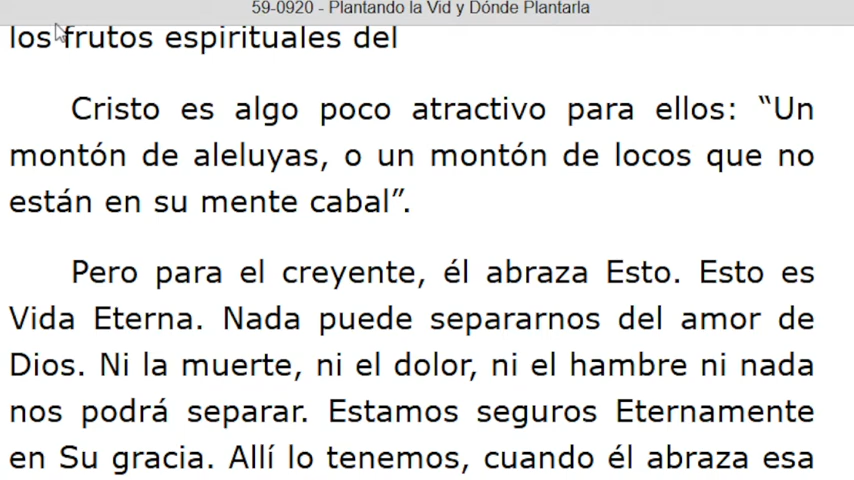 59-0920 - Plantando la Vid y Dónde Plantarla
los frutos espirituales del
Cristo es algo poco atractivo para ellos: “Un
montón de aleluyas, o un montón de locos que no
están en su mente cabal”.
Pero para el creyente, él abraza Esto. Esto es
Vida Eterna. Nada puede separarnos del amor de
Dios. Ni la muerte, ni el dolor, ni el hambre ni nada
nos podrá separar. Estamos seguros Eternamente
en Su gracia. Allí lo tenemos, cuando él abraza esa